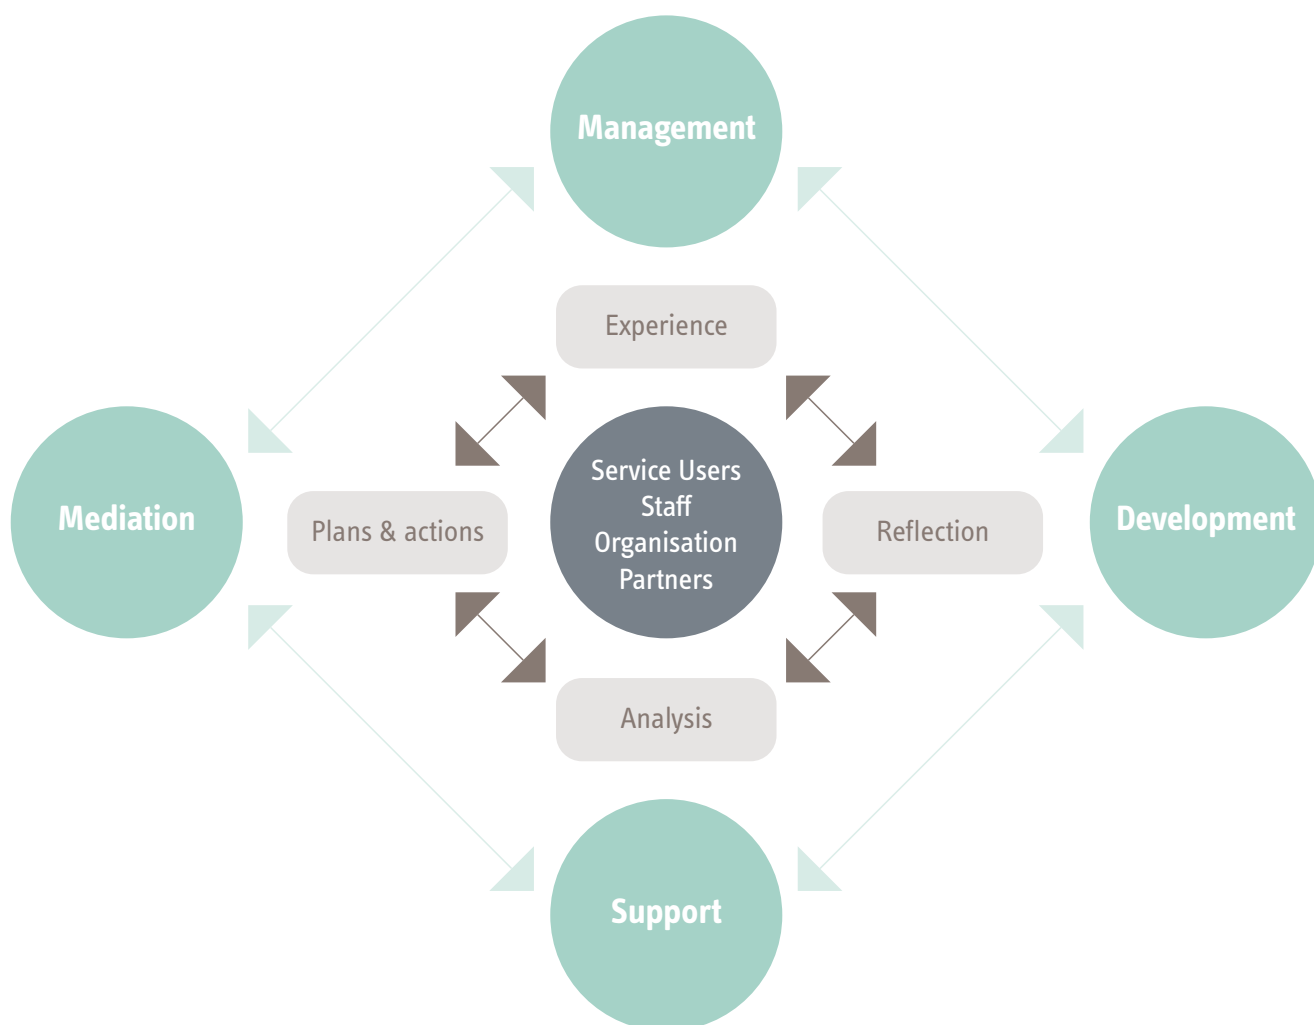 Management
Experience
Mediation
Plans & actions
Service Users
Staff
Organisation
Partners
Reflection
Development
Analysis
Support